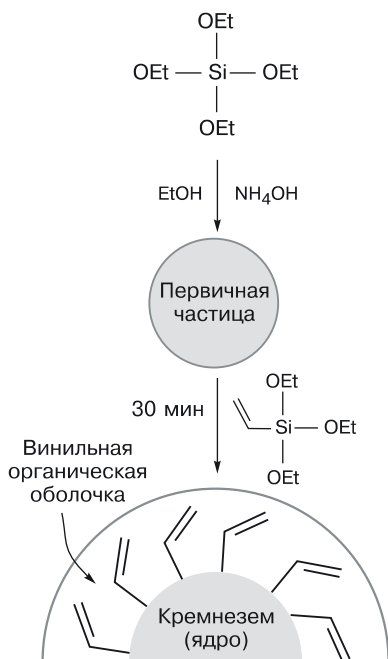 OEt
OEt — Si — OEt
OEt
EtOH NH₄OH
Первичная
частица
30 мин
OEt
Si — OEt
OEt
Винильная
органическая
оболочка
Кремнезем
(ядро)